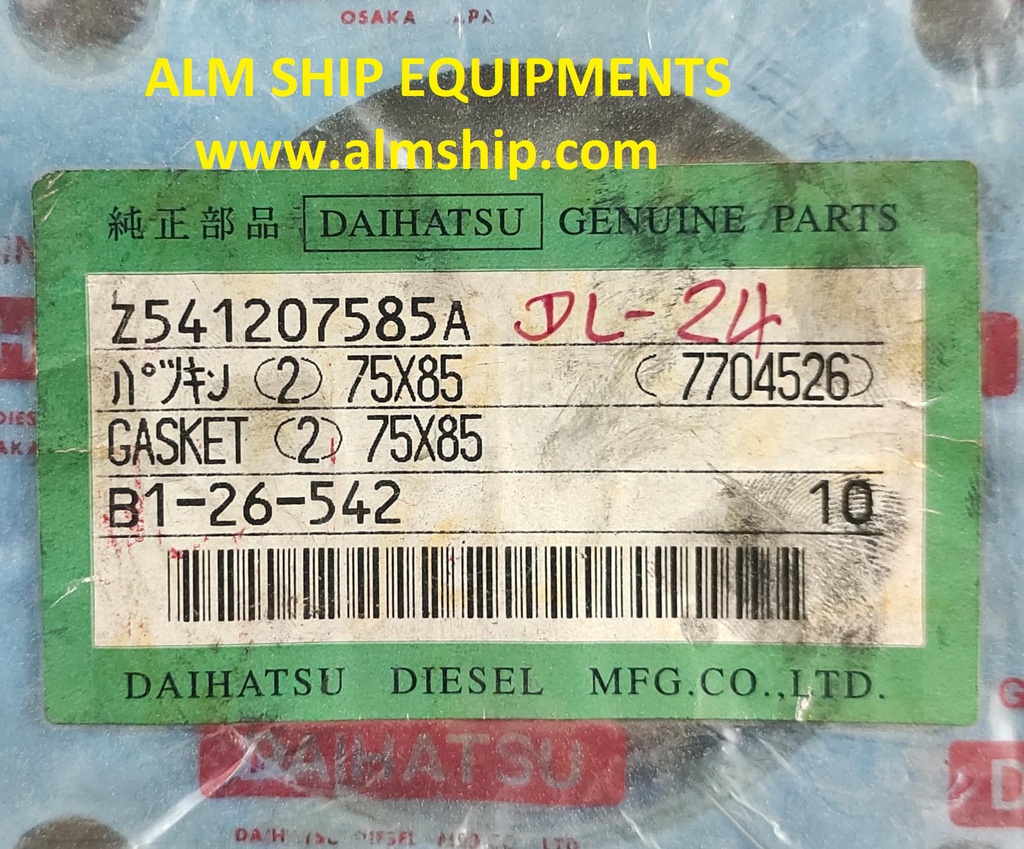 OSAKA
ALM SHIP EQUIPMENTS
www.almship.com
純正部品 DAIHATSU GENUINE PARTS
Z541207585A DL-24
パッキン (2) 75X85 (7704526)
GASKET (2) 75X85
B1-26-542 10
DAIHATSU DIESEL MFG.CO.,LTD.
DAIHATSU